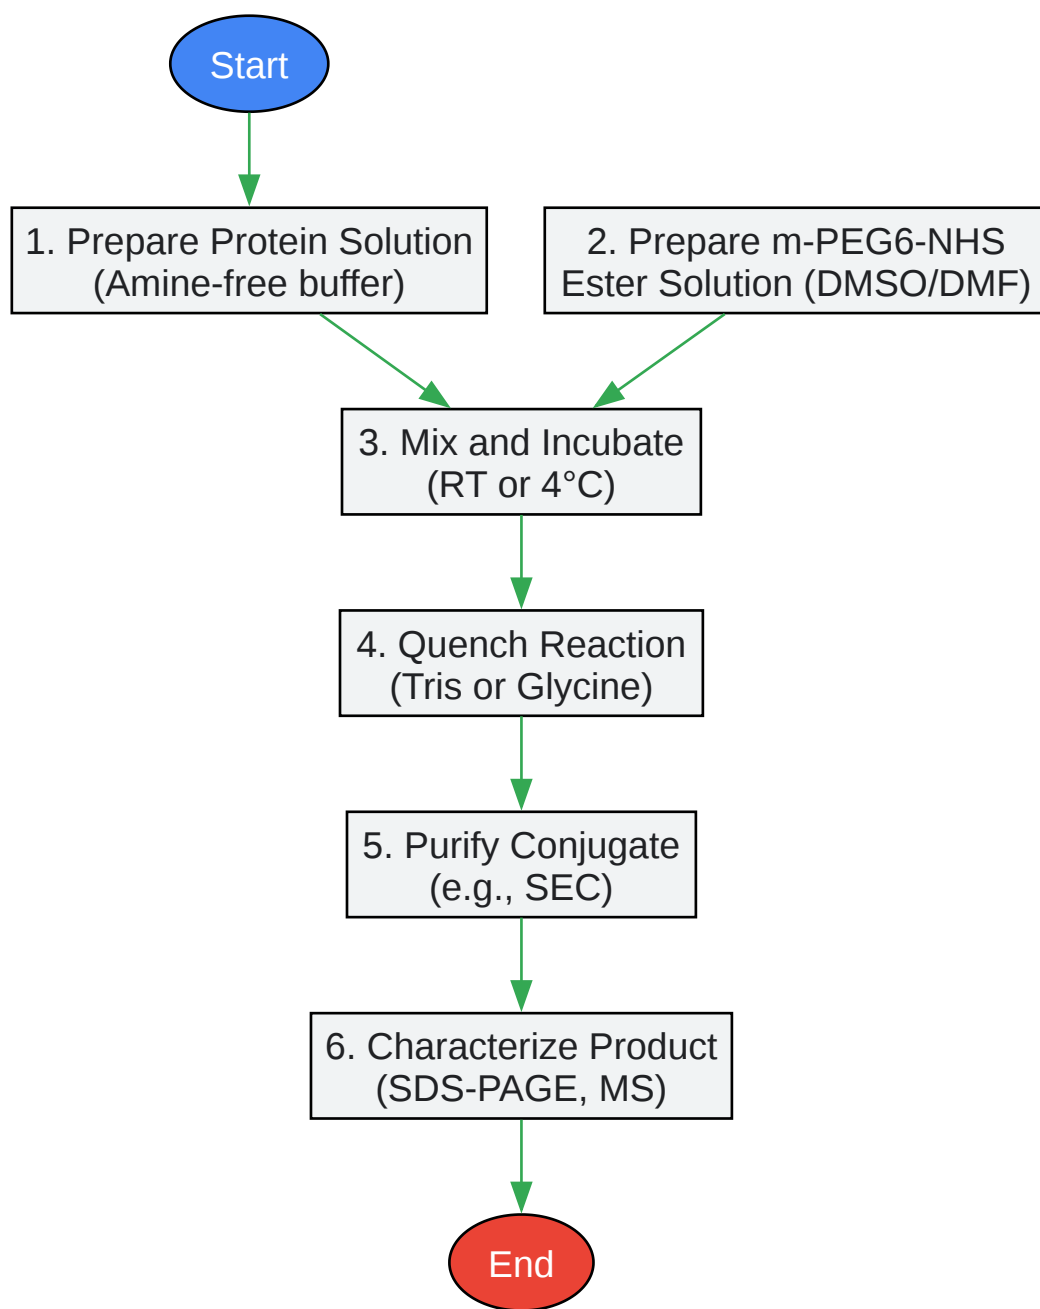 Start
1. Prepare Protein Solution
(Amine-free buffer)
2. Prepare m-PEG6-NHS
Ester Solution (DMSO/DMF)
3. Mix and Incubate
(RT or 4°C)
4. Quench Reaction
(Tris or Glycine)
5. Purify Conjugate
(e.g., SEC)
6. Characterize Product
(SDS-PAGE, MS)
End